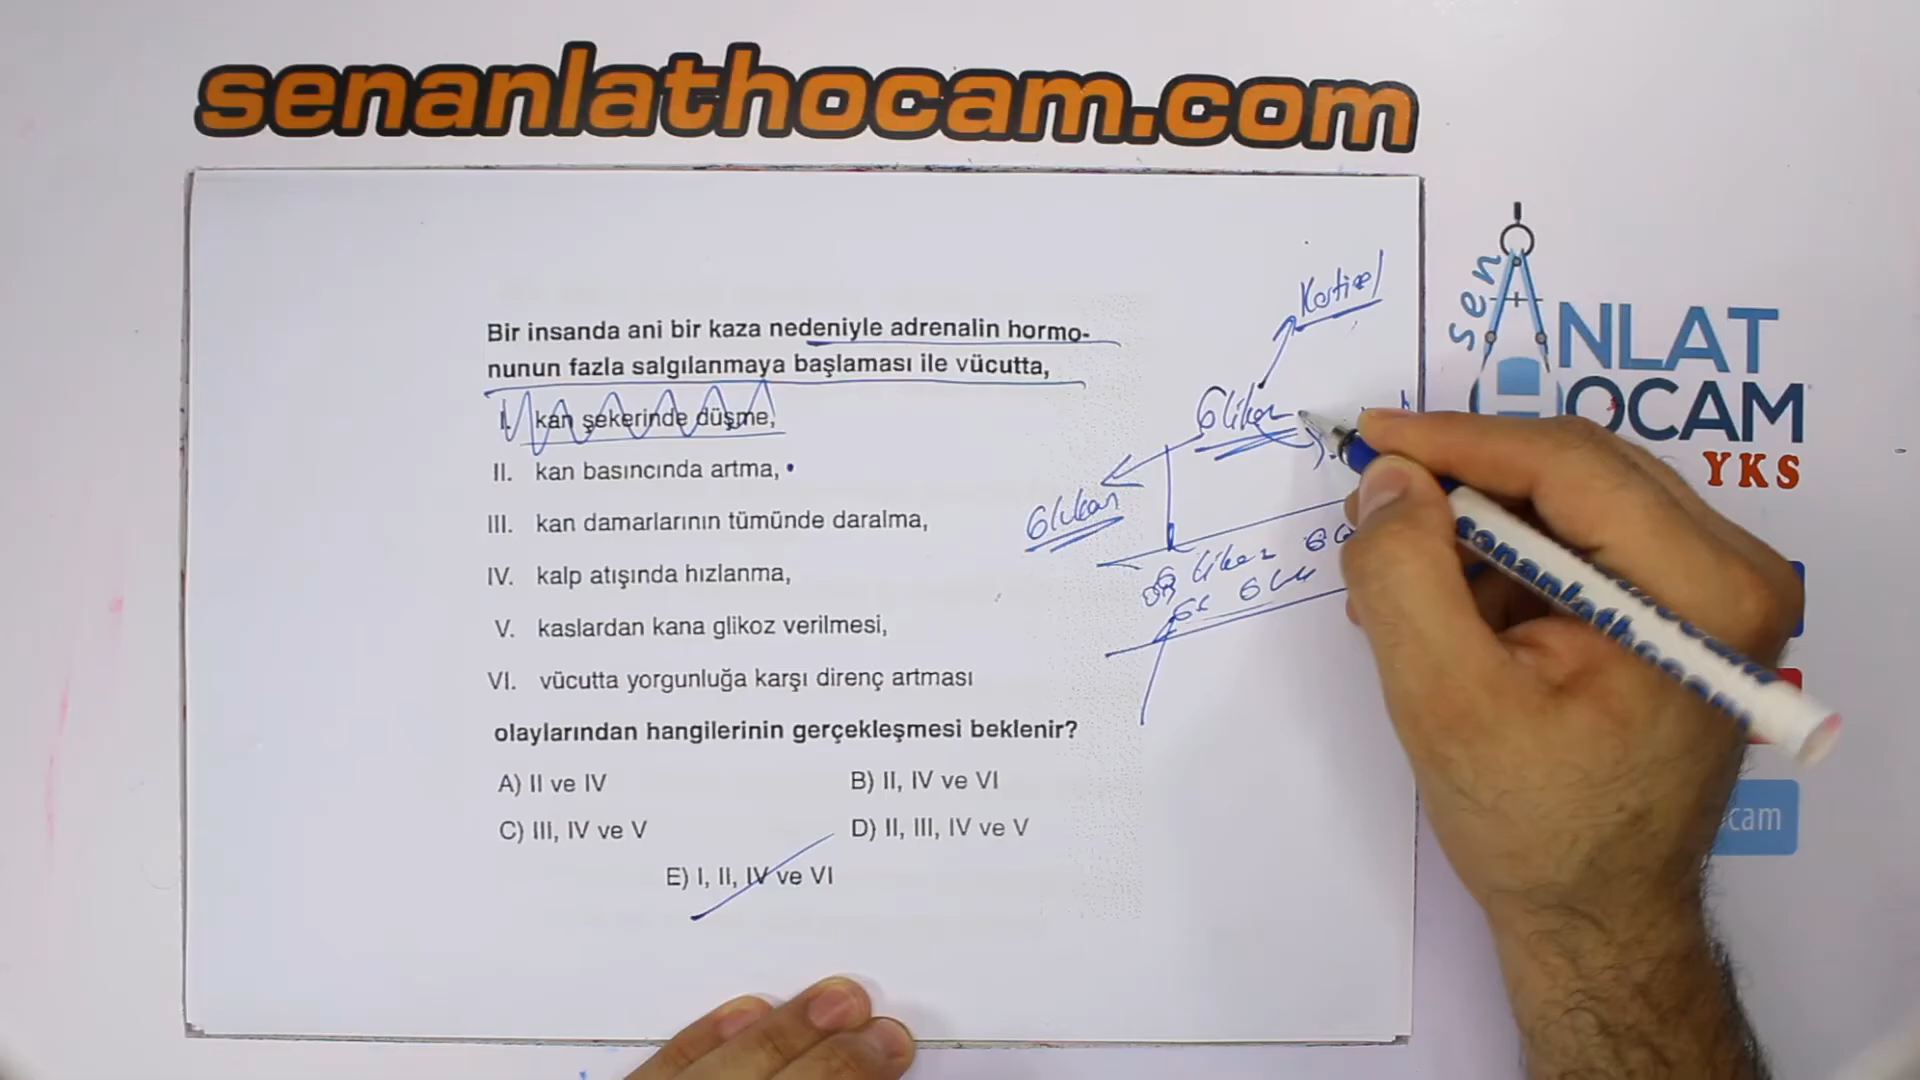 senanlathocam.com
Bir insanda ani bir kaza nedeniyle adrenalin hormo-
nunun fazla salgılanmaya başlaması ile vücutta,
I. kan şekerinde düşme,
II. kan basıncında artma,
III. kan damarlarının tümünde daralma,
IV. kalp atışında hızlanma,
V. kaslardan kana glikoz verilmesi,
VI. vücutta yorgunluğa karşı direnç artması
olaylarından hangilerinin gerçekleşmesi beklenir?
A) II ve IV
B) II, IV ve VI
C) III, IV ve V
D) II, III, IV ve V
E) I, II, IV ve VI
Kortizol
sen
ANLAT
HOCAM
YKS
senanlathocam
cam